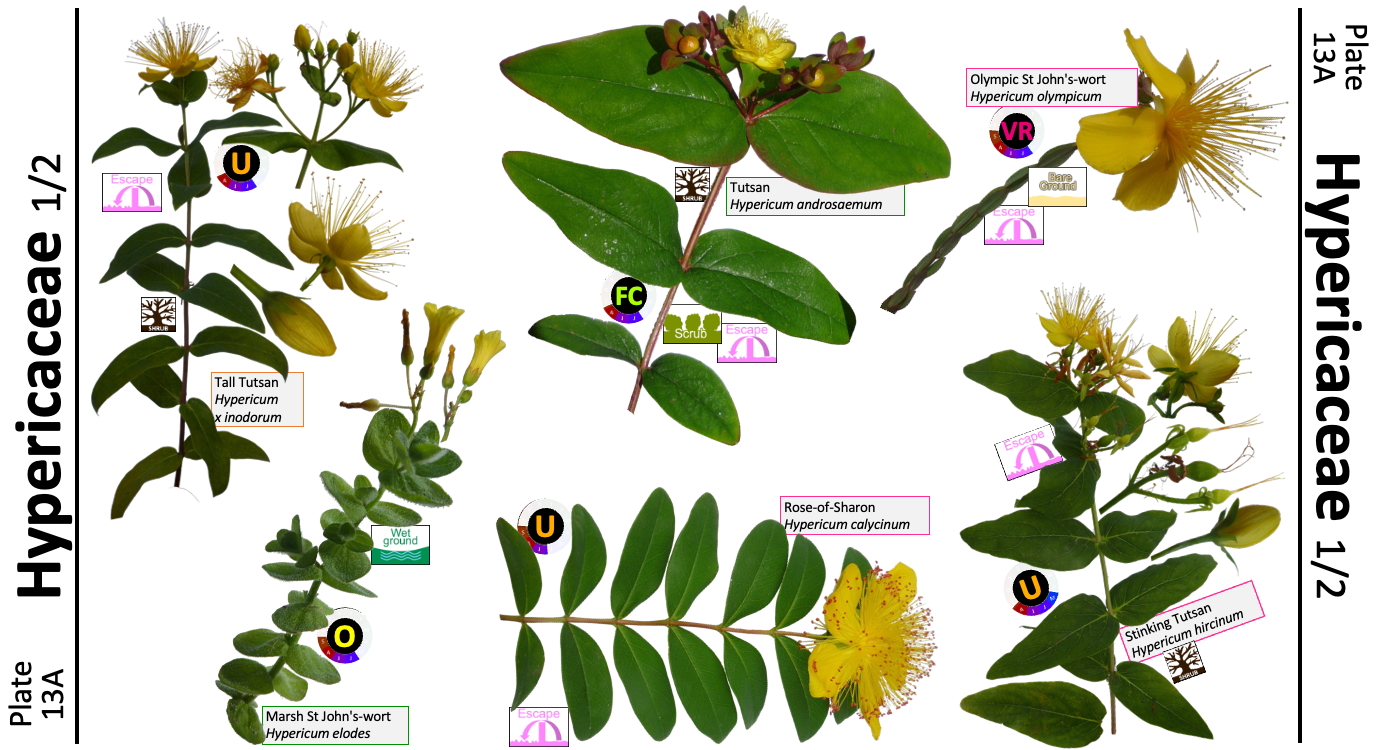 Hypericaceae 1/2
Plate
13A
Escape
U
SHRUB
Tall Tutsan
Hypericum
x inodorum
Wet
ground
O
Marsh St John's-wort
Hypericum elodes
SHRUB
Tutsan
Hypericum androsaemum
FC
Scrub
Escape
U
Rose-of-Sharon
Hypericum calycinum
Escape
Olympic St John's-wort
Hypericum olympicum
VR
Bare
Ground
Escape
Escape
U
Stinking Tutsan
Hypericum hircinum
SHRUB
Plate
13A
Hypericaceae 1/2